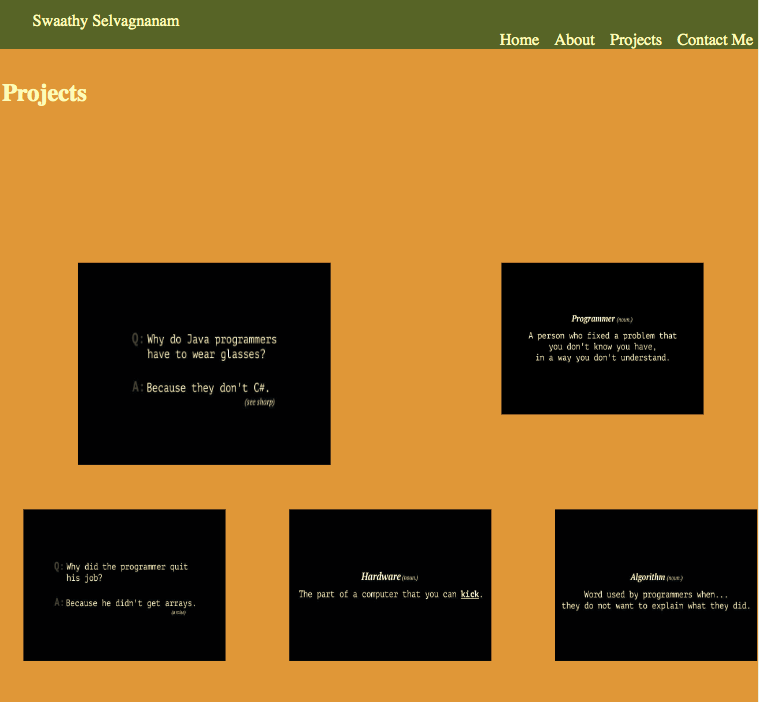 Swaathy Selvagnanam
Home About Projects Contact Me
Projects
Q: Why do Java programmers
have to wear glasses?
A: Because they don't C#.
(see sharp)
Programmer (noun.)
A person who fixed a problem that
you don't know you have,
in a way you don't understand.
Q: Why did the programmer quit
his job?
A: Because he didn't get arrays.
Hardware (noun.)
The part of a computer that you can kick.
Algorithm (noun.)
Word used by programmers when...
they do not want to explain what they did.